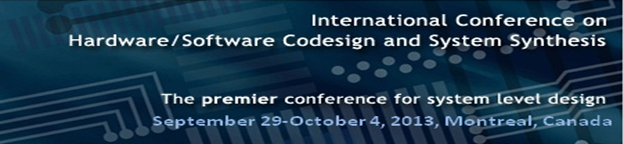 International Conference on
Hardware/Software Codesign and System Synthesis
The premier conference for system level design
September 29-October 4, 2013, Montreal, Canada